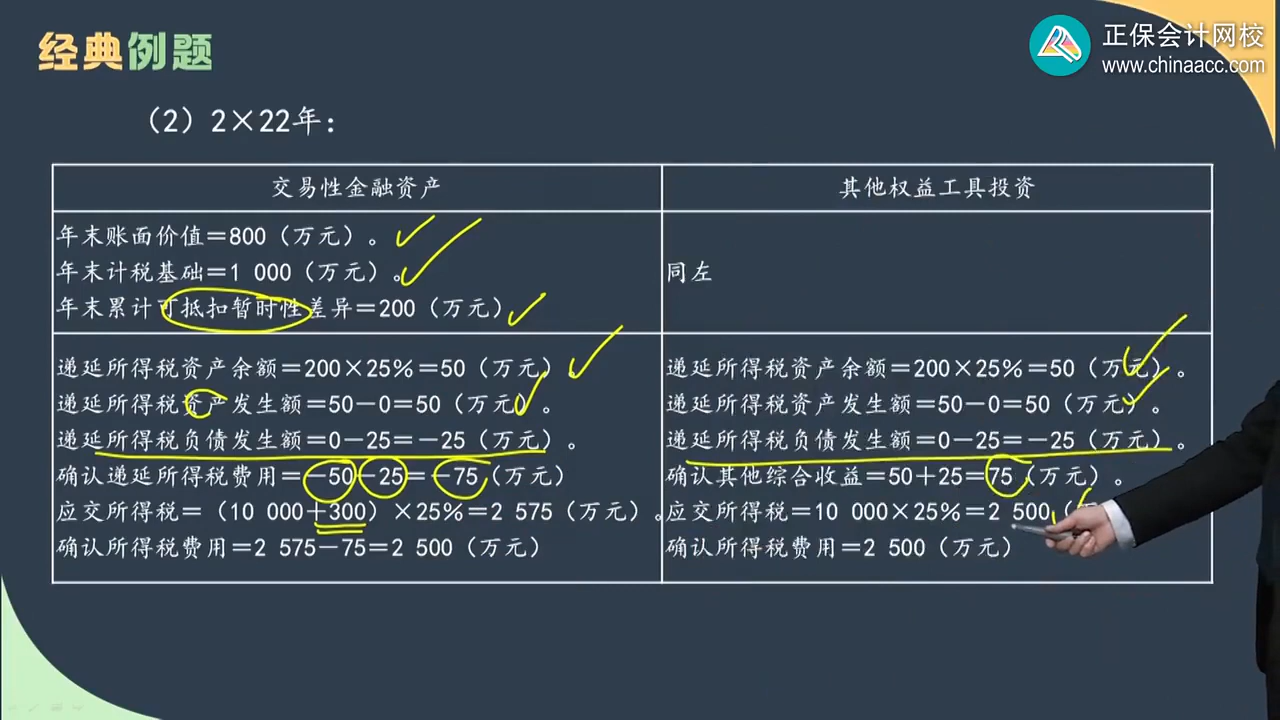 经典例题
正保会计网校
www.chinaacc.com
（2）2×22年：
交易性金融资产
其他权益工具投资
年末账面价值＝800（万元）。
年末计税基础＝1 000（万元）。
年末累计可抵扣暂时性差异＝200（万元）
同左
递延所得税资产余额＝200×25%＝50（万元）。
递延所得税资产发生额＝50－0＝50（万元）。
递延所得税负债发生额＝0－25＝－25（万元）。
确认递延所得税费用＝－50－25＝－75（万元）
应交所得税＝（10 000＋300）×25%＝2 575（万元）。
确认所得税费用＝2 575－75＝2 500（万元）
递延所得税资产余额＝200×25%＝50（万元）。
递延所得税资产发生额＝50－0＝50（万元）。
递延所得税负债发生额＝0－25＝－25（万元）。
确认其他综合收益＝50＋25＝75（万元）。
应交所得税＝10 000×25%＝2 500
确认所得税费用＝2 500（万元）